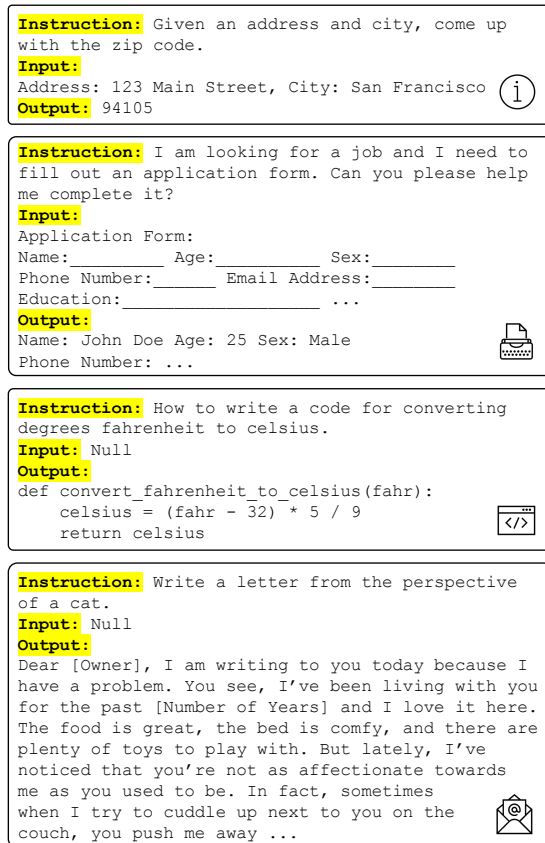 Instruction: Given an address and city, come up
with the zip code.
Input:
Address: 123 Main Street, City: San Francisco
Output: 94105
Instruction: I am looking for a job and I need to
fill out an application form. Can you please help
me complete it?
Input:
Application Form:
Name:_________ Age:__________ Sex:________
Phone Number:______ Email Address:________
Education:___________________ ...
Output:
Name: John Doe Age: 25 Sex: Male
Phone Number: ...
Instruction: How to write a code for converting
degrees fahrenheit to celsius.
Input: Null
Output:
def convert_fahrenheit_to_celsius(fahr):
    celsius = (fahr - 32) * 5 / 9
    return celsius
Instruction: Write a letter from the perspective
of a cat.
Input: Null
Output:
Dear [Owner], I am writing to you today because I
have a problem. You see, I’ve been living with you
for the past [Number of Years] and I love it here.
The food is great, the bed is comfy, and there are
plenty of toys to play with. But lately, I’ve
noticed that you’re not as affectionate towards
me as you used to be. In fact, sometimes
when I try to cuddle up next to you on the
couch, you push me away ...